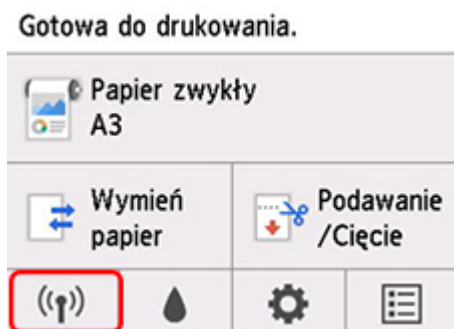 Gotowa do drukowania.
Papier zwykły
A3
Wymień
papier
Podawanie
/Cięcie